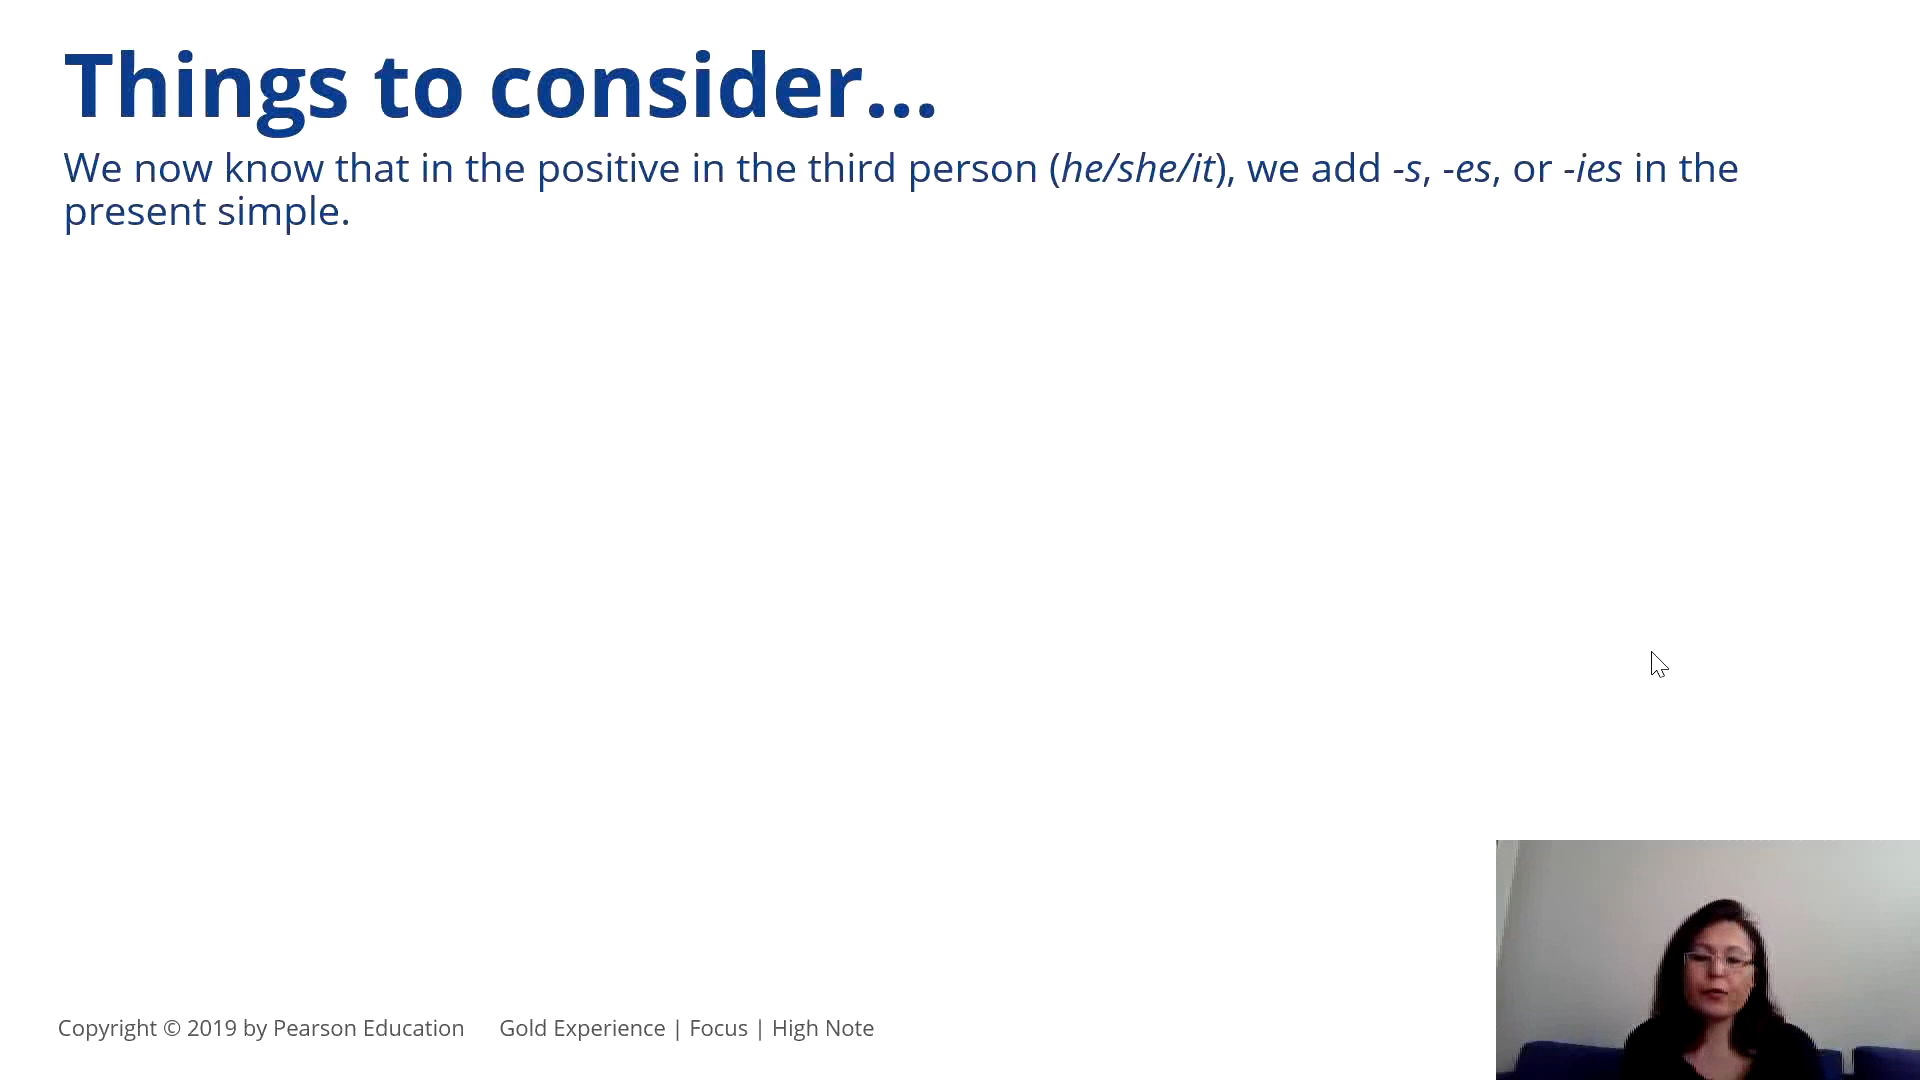 Things to consider...
We now know that in the positive in the third person (he/she/it), we add -s, -es, or -ies in the
present simple.
Copyright © 2019 by Pearson Education Gold Experience | Focus | High Note